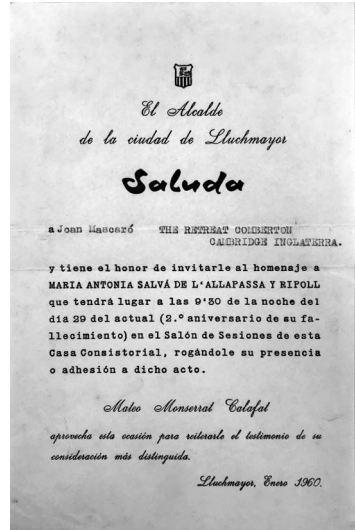 El Alcalde
de la ciudad de Lluchmayor
Saluda
a Joan Mascaró THE RETREAT COMBERTON
CAMBRIDGE INGLATERRA.
y tiene el honor de invitarle al homenaje a
MARIA ANTONIA SALVÁ DE L'ALLAPASSA Y RIPOLL
que tendrá lugar a las 9'30 de la noche del
día 29 del actual (2.º aniversario de su fa-
llecimiento) en el Salón de Sesiones de esta
Casa Consistorial, rogándole su presencia
o adhesión a dicho acto.
Mateo Monserrat Calafat
aprovecha esta ocasión para reiterarle el testimonio de su
consideración más distinguida.
Lluchmayor, Enero 1960.